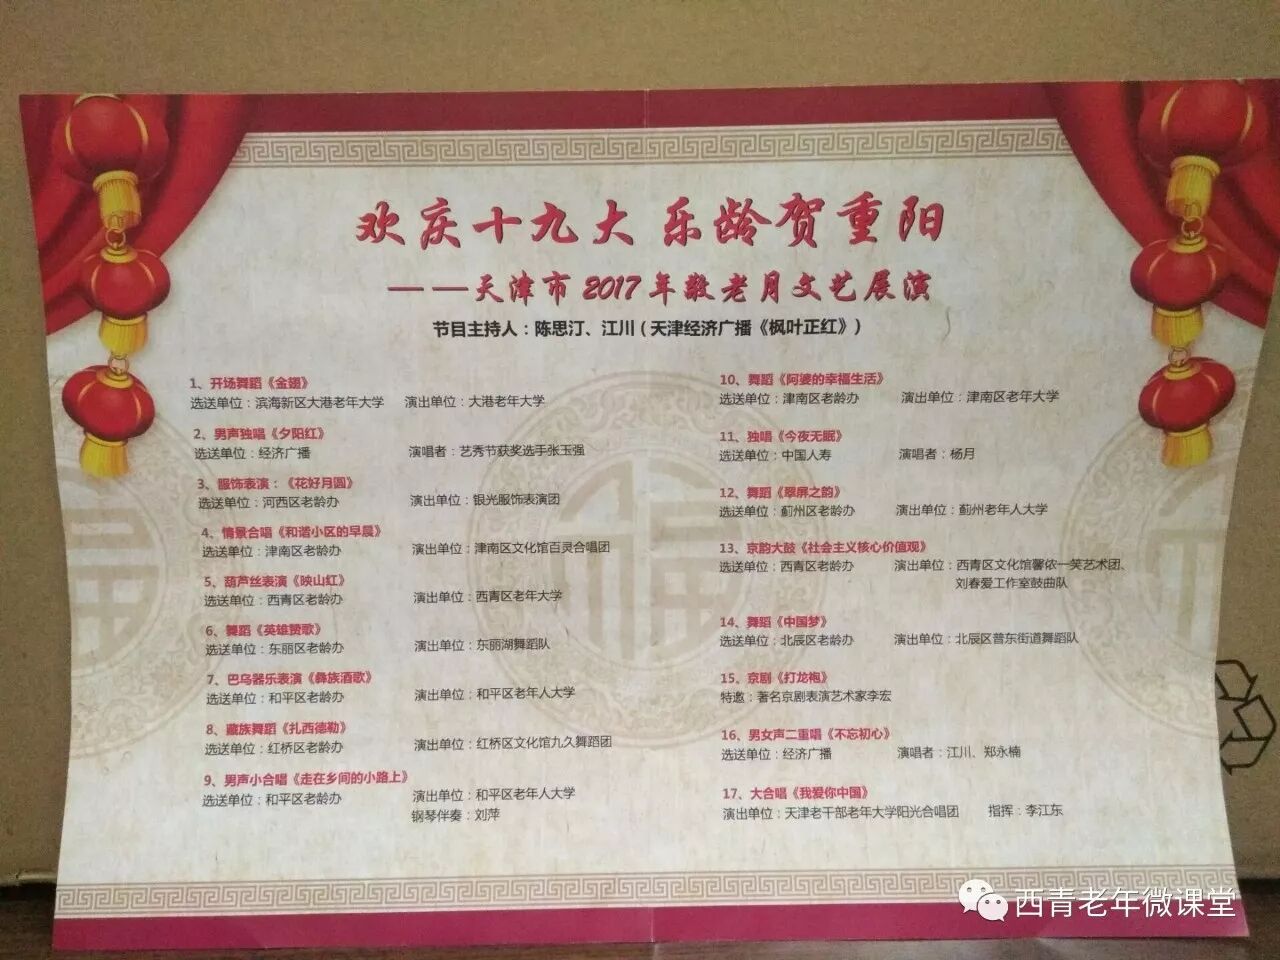 欢庆十九大 乐龄贺重阳
——天津市 2017 年敬老月文艺展演
节目主持人：陈思汀、江川（天津经济广播《枫叶正红》）
1、开场舞蹈《金翅》
选送单位：滨海新区大港老年大学 演出单位：大港老年大学
2、男声独唱《夕阳红》
选送单位：经济广播 演唱者：艺秀节获奖选手张玉强
3、服饰表演：《花好月圆》
选送单位：河西区老龄办 演出单位：银光服饰表演团
4、情景合唱《和谐小区的早晨》
选送单位：津南区老龄办 演出单位：津南区文化馆百灵合唱团
5、葫芦丝表演《映山红》
选送单位：西青区老龄办 演出单位：西青区老年大学
6、舞蹈《英雄赞歌》
选送单位：东丽区老龄办 演出单位：东丽湖舞蹈队
7、巴乌器乐表演《彝族酒歌》
选送单位：和平区老龄办 演出单位：和平区老年人大学
8、藏族舞蹈《扎西德勒》
选送单位：红桥区老龄办 演出单位：红桥区文化馆九久舞蹈团
9、男声小合唱《走在乡间的小路上》
选送单位：和平区老龄办 演出单位：和平区老年人大学
钢琴伴奏：刘萍
10、舞蹈《阿婆的幸福生活》
选送单位：津南区老龄办 演出单位：津南区老年大学
11、独唱《今夜无眠》
选送单位：中国人寿 演唱者：杨月
12、舞蹈《翠屏之韵》
选送单位：蓟州区老龄办 演出单位：蓟州老年人大学
13、京韵大鼓《社会主义核心价值观》
选送单位：西青区老龄办 演出单位：西青区文化馆馨侬一笑艺术团、
刘春爱工作室鼓曲队
14、舞蹈《中国梦》
选送单位：北辰区老龄办 演出单位：北辰区普东街道舞蹈队
15、京剧《打龙袍》
特邀：著名京剧表演艺术家李宏
16、男女声二重唱《不忘初心》
选送单位：经济广播 演唱者：江川、郑永楠
17、大合唱《我爱你中国》
演出单位：天津老干部老年大学阳光合唱团 指挥：李江东
西青老年微课堂